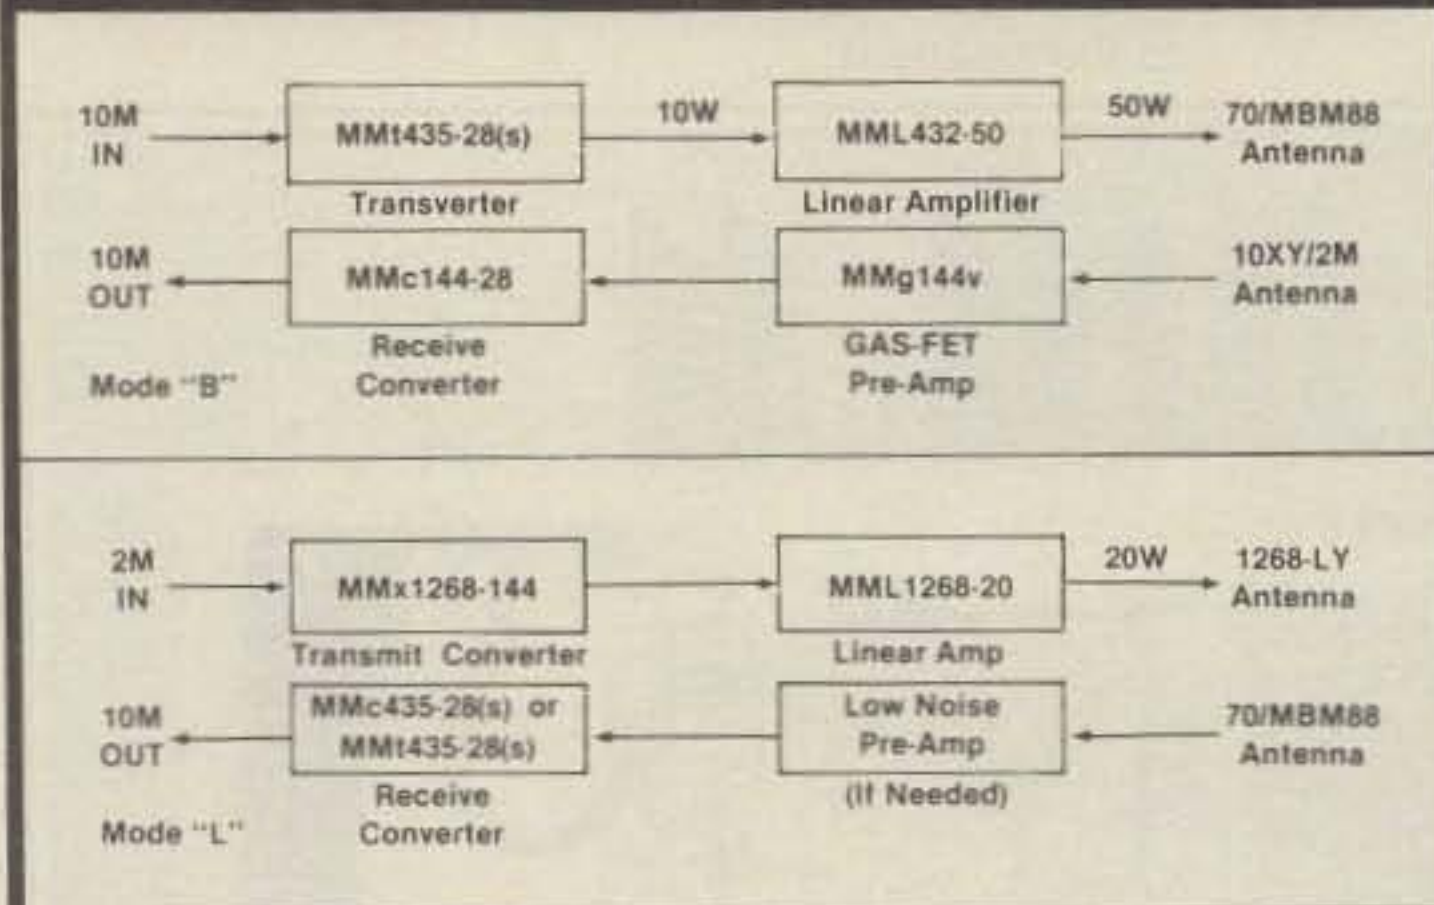 10M
IN
MMt435-28(s)
Transverter
10W
MML432-50
Linear Amplifier
50W
70/MBM88
Antenna
10M
OUT
MMc144-28
Receive
Converter
MMg144v
GAS-FET
Pre-Amp
10XY/2M
Antenna
Mode "B"
2M
IN
MMx1268-144
Transmit Converter
MML1268-20
Linear Amp
20W
1268-LY
Antenna
10M
OUT
MMc435-28(s) or
MMt435-28(s)
Receive
Converter
Low Noise
Pre-Amp
(If Needed)
70/MBM88
Antenna
Mode "L"